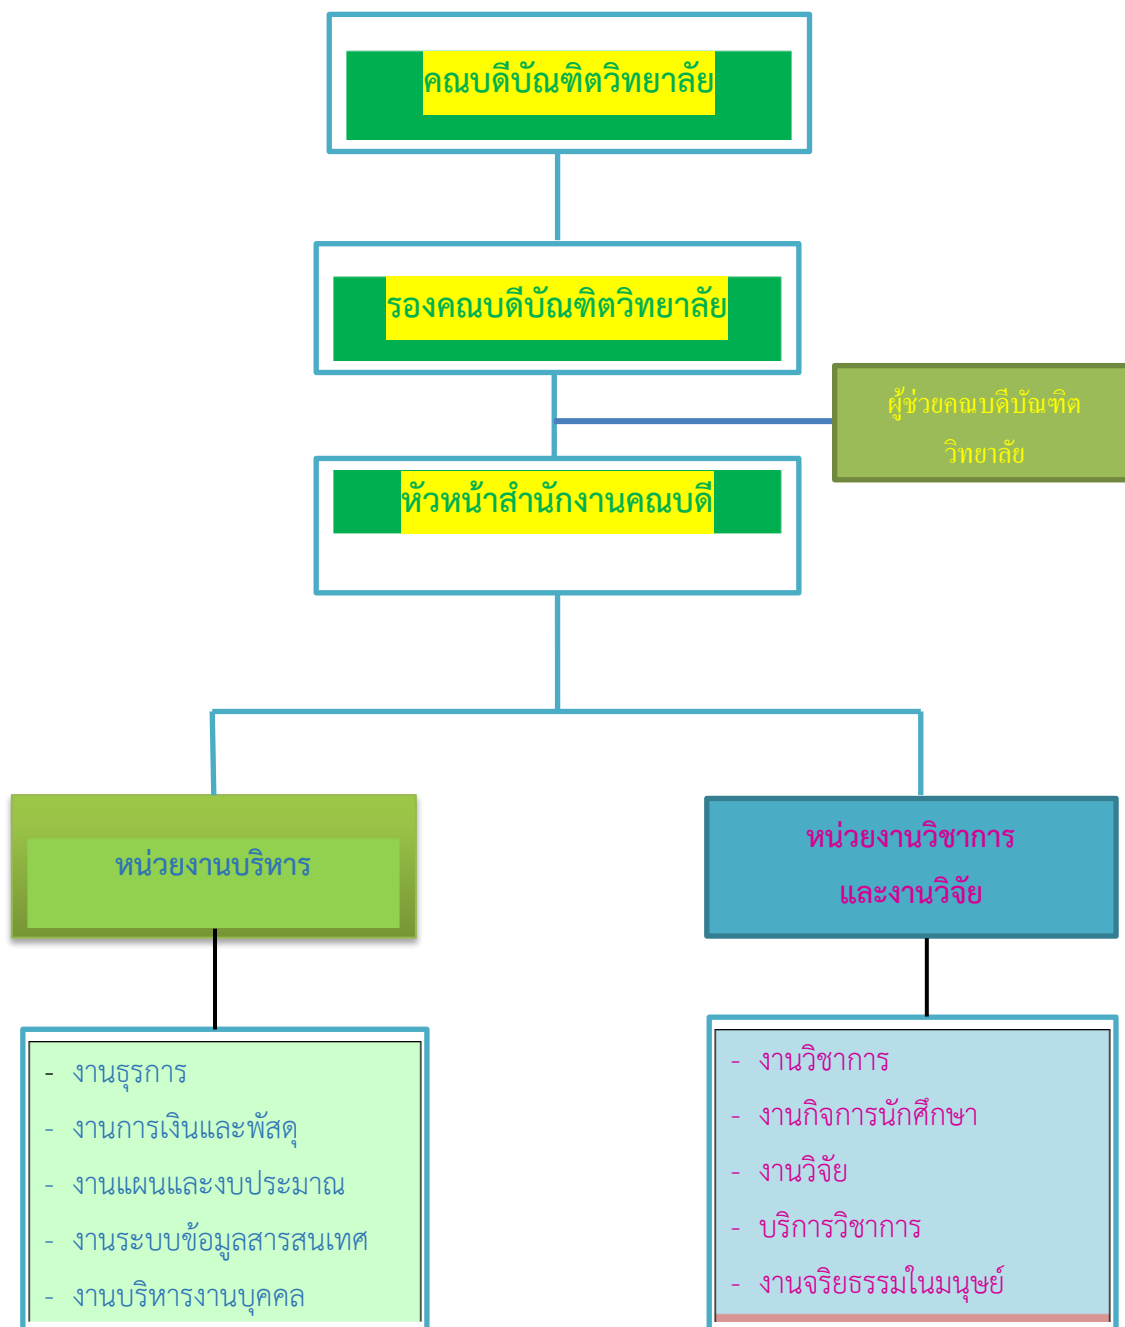 คณบดีบัณฑิตวิทยาลัย
รองคณบดีบัณฑิตวิทยาลัย
ผู้ช่วยคณบดีบัณฑิต
วิทยาลัย
หัวหน้าสำนักงานคณบดี
หน่วยงานบริหาร
หน่วยงานวิชาการ
และงานวิจัย
- งานธุรการ
- งานการเงินและพัสดุ
- งานแผนและงบประมาณ
- งานระบบข้อมูลสารสนเทศ
- งานบริหารงานบุคคล
- งานวิชาการ
- งานกิจการนักศึกษา
- งานวิจัย
- บริการวิชาการ
- งานจริยธรรมในมนุษย์